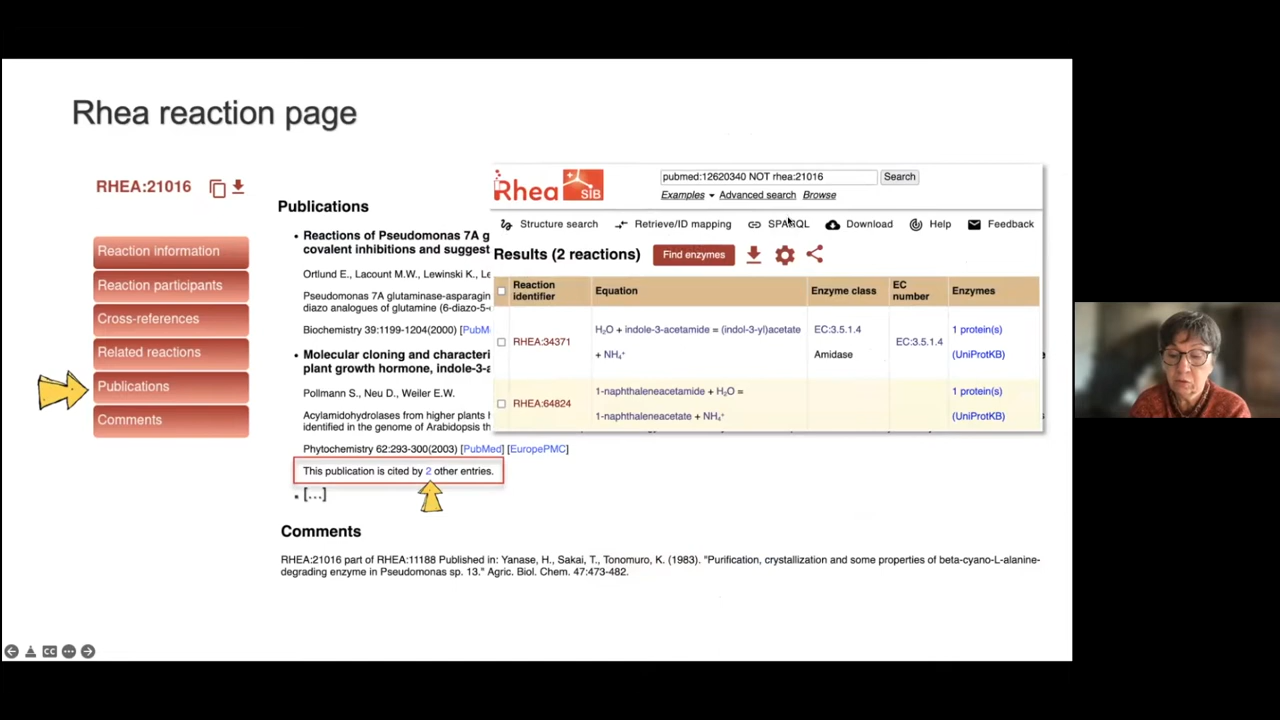 Rhea reaction page
RHEA:21016
Reaction information
Reaction participants
Cross-references
Related reactions
Publications
Comments
Publications
• Reactions of Pseudomonas 7A g
covalent inhibitions and suggest
Ortlund E., Lacount M.W., Lewinski K., Le
Pseudomonas 7A glutaminase-asparagin
diazo analogues of glutamine (6-diazo-5-
Biochemistry 39:1199-1204(2000) [PubM
• Molecular cloning and characteri
plant growth hormone, indole-3-a
Pollmann S., Neu D., Weiler E.W.
Acylamidohydrolases from higher plants h
identified in the genome of Arabidopsis th
Phytochemistry 62:293-300(2003) [PubMed] [EuropePMC]
This publication is cited by 2 other entries.
• [...]
Comments
RHEA:21016 part of RHEA:11188 Published in: Yanase, H., Sakai, T., Tonomuro, K. (1983). "Purification, crystallization and some properties of beta-cyano-L-alanine-
degrading enzyme in Pseudomonas sp. 13." Agric. Biol. Chem. 47:473-482.
Rhea SIB
pubmed:12620340 NOT rhea:21016 Search
Examples Advanced search Browse
Structure search Retrieve/ID mapping SPARQL Download Help Feedback
Results (2 reactions) Find enzymes
Reaction identifier Equation Enzyme class EC number Enzymes
RHEA:34371 H₂O + indole-3-acetamide = (indol-3-yl)acetate + NH₄⁺ EC:3.5.1.4 Amidase EC:3.5.1.4 1 protein(s) (UniProtKB)
RHEA:64824 1-naphthaleneacetamide + H₂O = 1-naphthaleneacetate + NH₄⁺ 1 protein(s) (UniProtKB)
CC